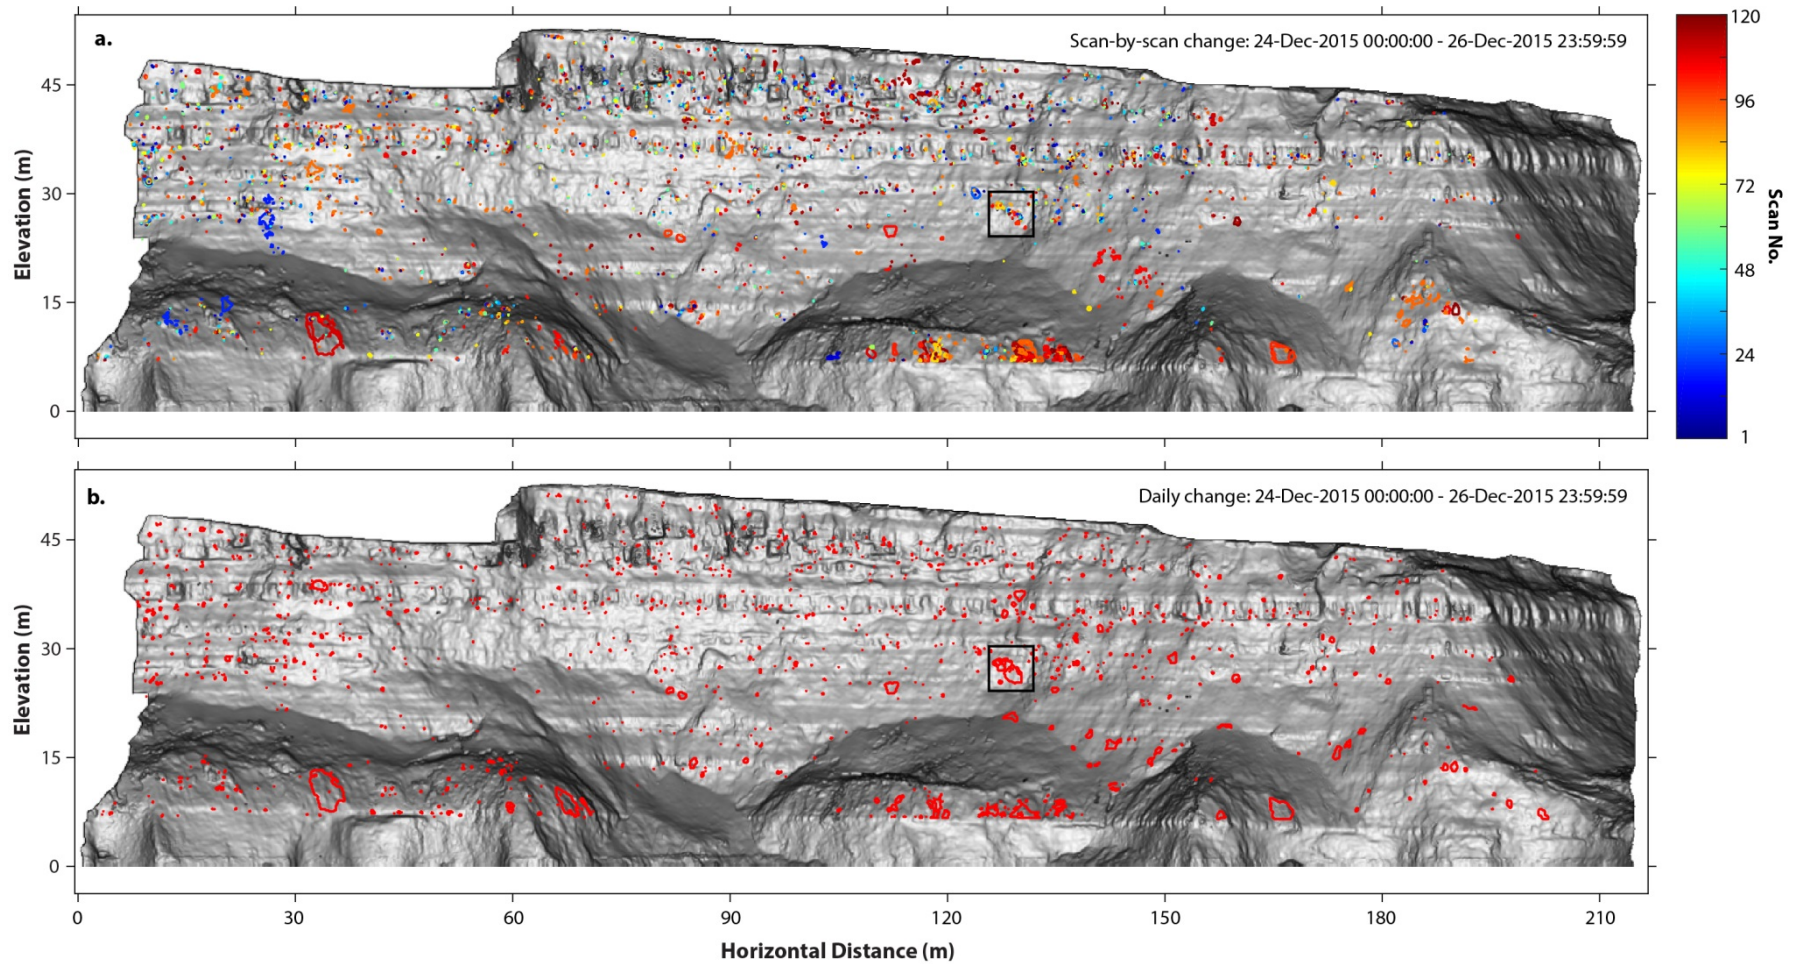 a.
Scan-by-scan change: 24-Dec-2015 00:00:00 - 26-Dec-2015 23:59:59
45
30
15
0
Elevation (m)
120
96
72
48
24
1
Scan No.
b.
Daily change: 24-Dec-2015 00:00:00 - 26-Dec-2015 23:59:59
45
30
15
0
Elevation (m)
0 30 60 90 120 150 180 210
Horizontal Distance (m)